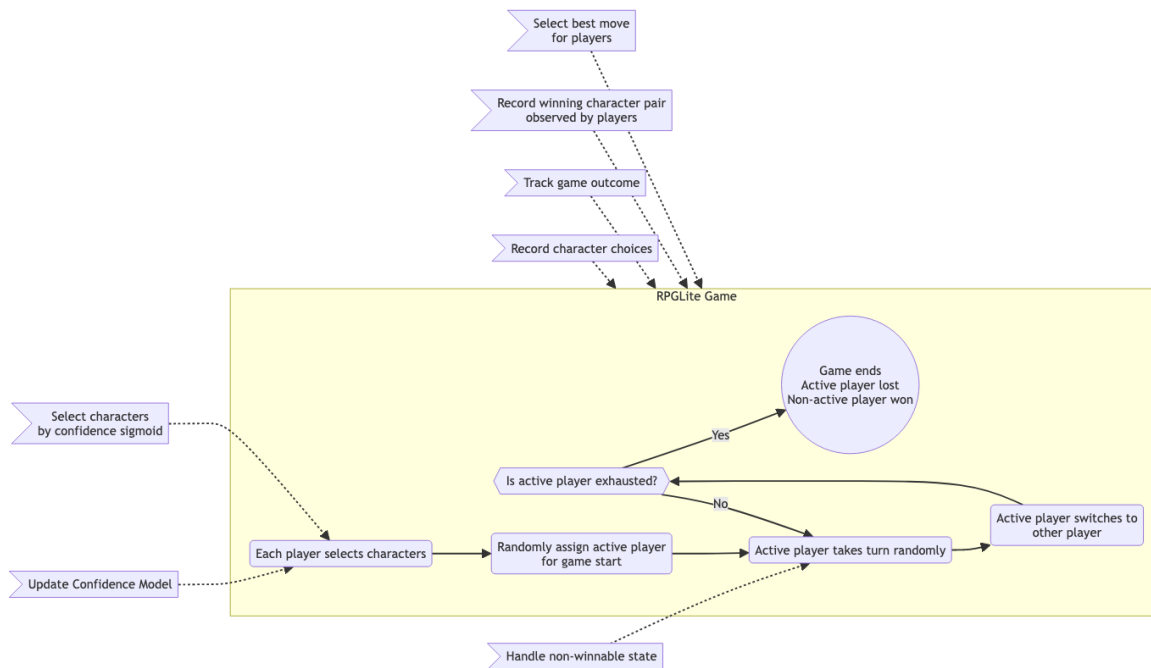 Select best move
for players
Record winning character pair
observed by players
Track game outcome
Record character choices
RPGLite Game
Game ends
Active player lost
Non-active player won
Select characters
by confidence sigmoid
Yes
Is active player exhausted?
No
Active player switches to
other player
Each player selects characters
Randomly assign active player
for game start
Active player takes turn randomly
Update Confidence Model
Handle non-winnable state